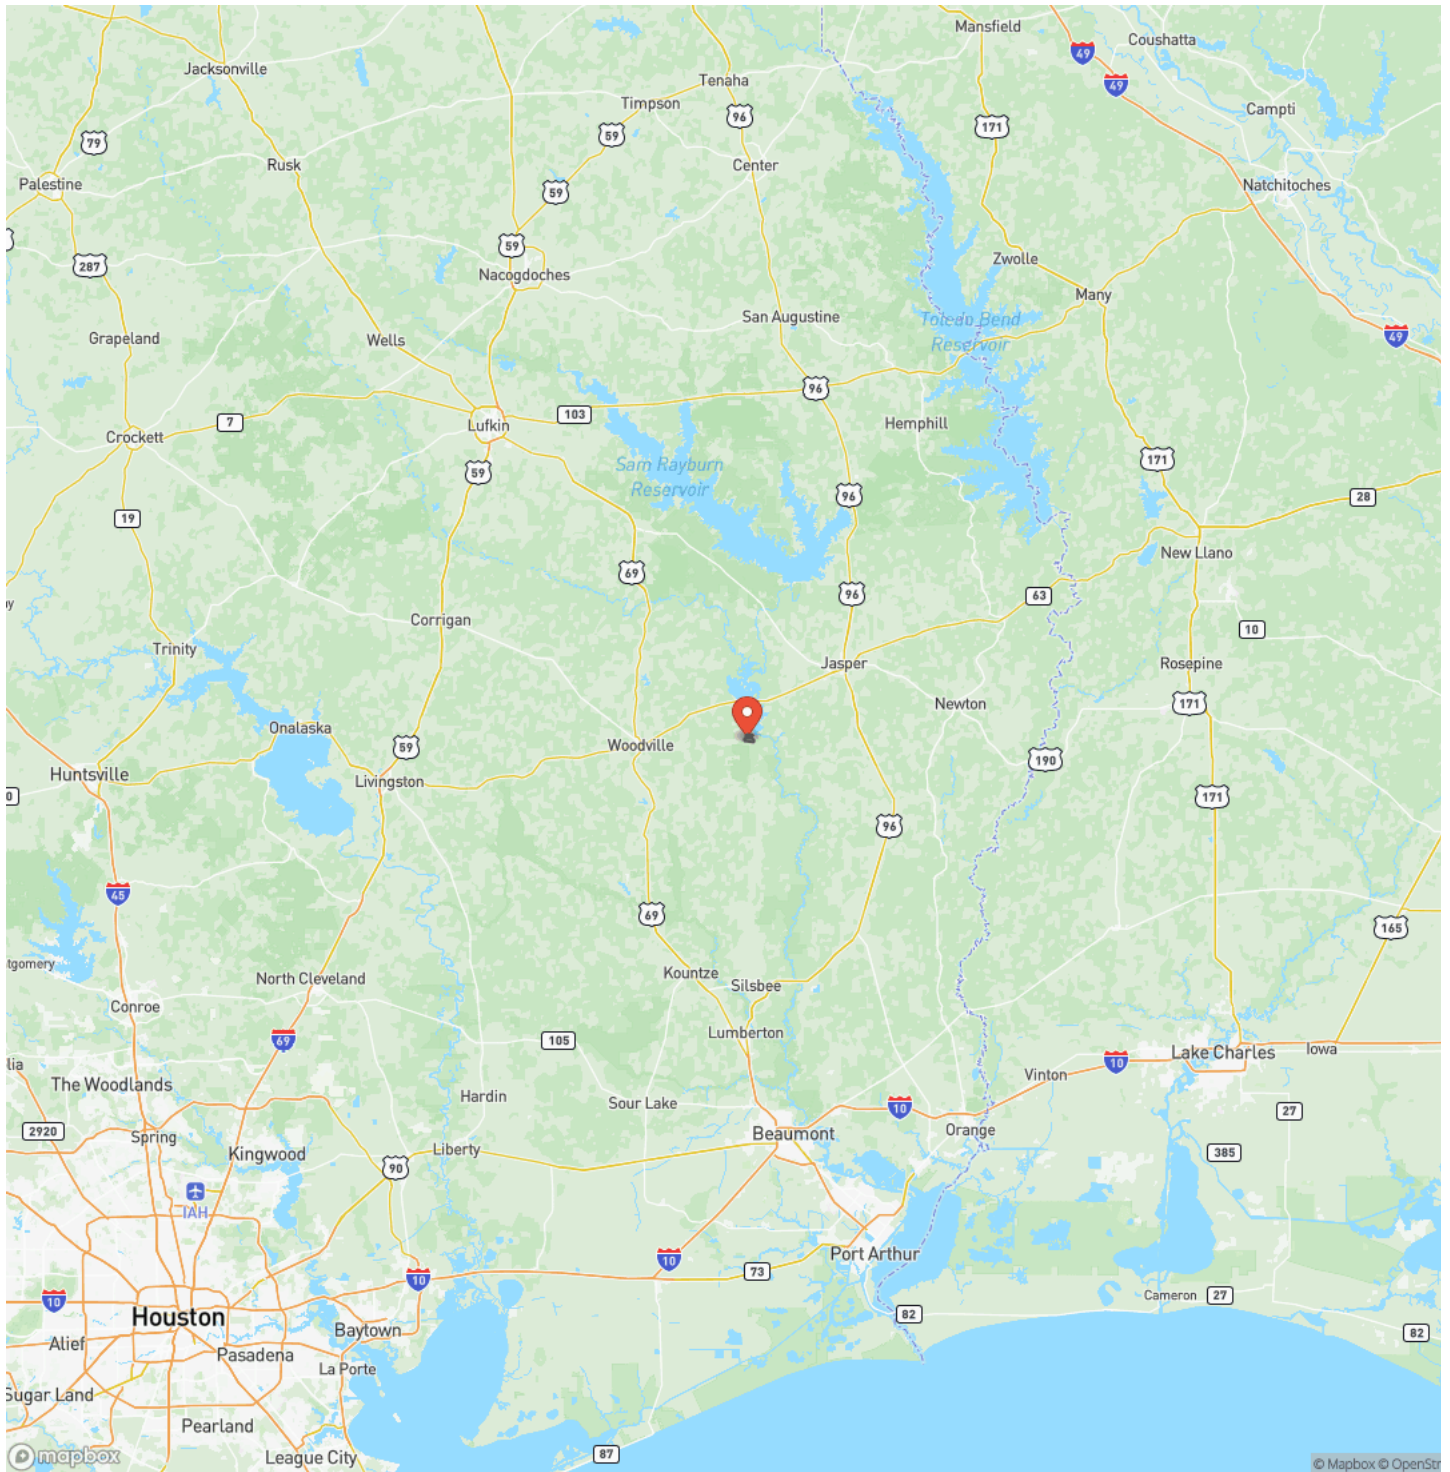 Mansfield
Coushatta
49
Jacksonville
Tenaha
49
Timpson
96
Campti
59
171
79
Rusk
Center
Palestine
59
Natchitoches
59
287
Zwolle
Nacogdoches
Many
San Augustine
Toledo Bend
Reservoir
Grapeland
Wells
49
96
103
7
Hemphill
Lufkin
Crockett
Sam Rayburn
Reservoir
171
59
96
28
19
New Llano
69
96
63
Corrigan
10
Trinity
Jasper
Rosepine
Newton
171
Onalaska
59
Woodville
190
Huntsville
Livingston
0
171
96
45
69
165
tgomery
Kountze
North Cleveland
Silsbee
Conroe
Lumberton
69
105
Lake Charles
Iowa
lia
10
Vinton
The Woodlands
Hardin
Sour Lake
10
27
2920
Spring
Beaumont
Orange
Kingwood
Liberty
385
90
IAH
Port Arthur
10
73
10
Cameron
27
10
82
Houston
Baytown
82
Alief
Pasadena
La Porte
Sugar Land
Pearland
87
League City
mapbox
© Mapbox © OpenStr